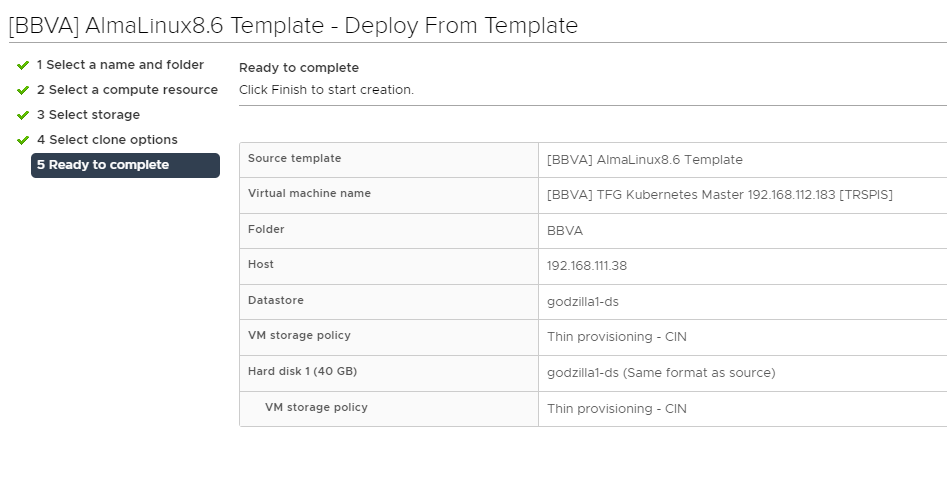 [BBVA] AlmaLinux8.6 Template - Deploy From Template
1 Select a name and folder
2 Select a compute resource
3 Select storage
4 Select clone options
5 Ready to complete
Ready to complete
Click Finish to start creation.
Source template [BBVA] AlmaLinux8.6 Template
Virtual machine name [BBVA] TFG Kubernetes Master 192.168.112.183 [TRSPIS]
Folder BBVA
Host 192.168.111.38
Datastore godzilla1-ds
VM storage policy Thin provisioning - CIN
Hard disk 1 (40 GB) godzilla1-ds (Same format as source)
VM storage policy Thin provisioning - CIN